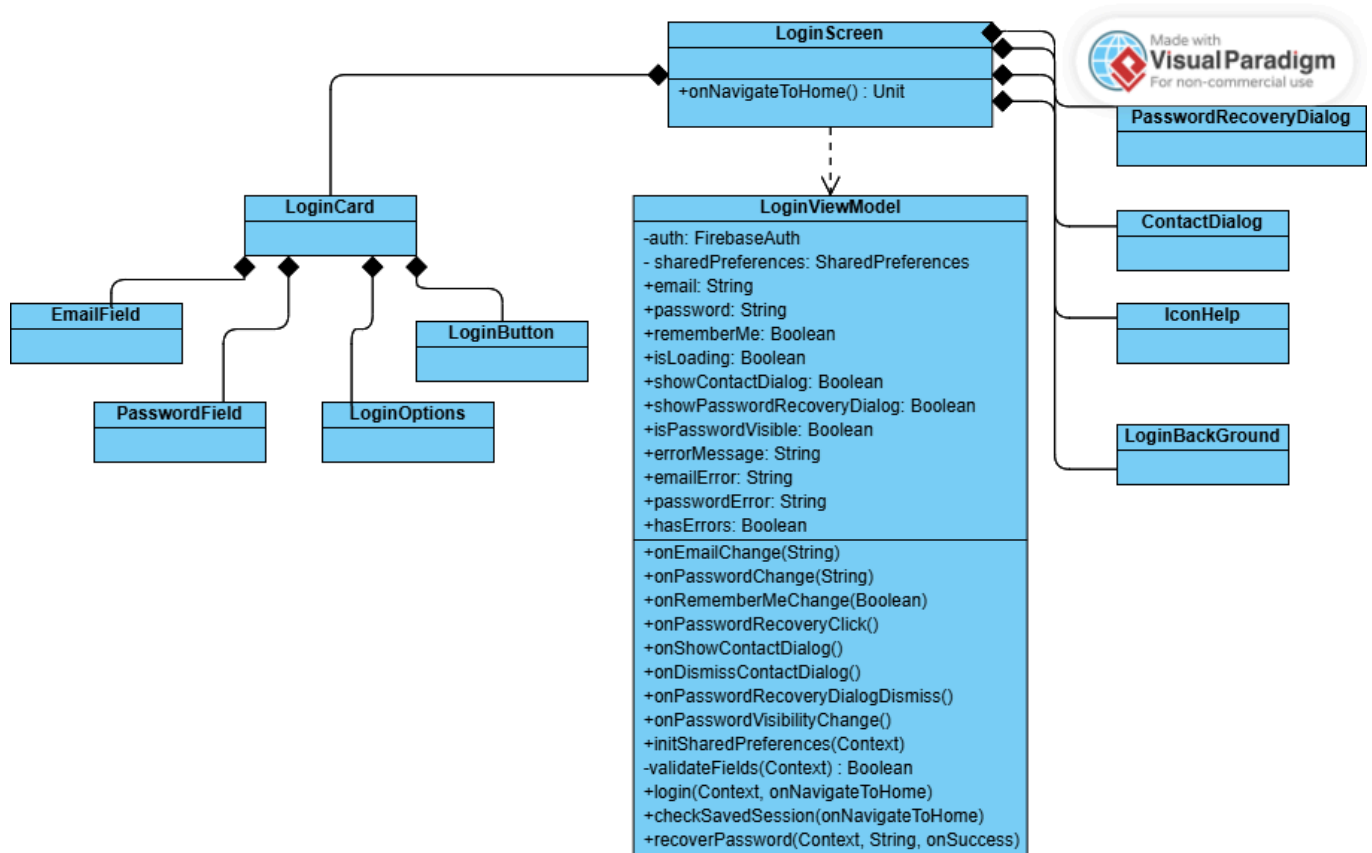 LoginScreen
+onNavigateToHome() : Unit
Made with
Visual Paradigm
For non-commercial use
PasswordRecoveryDialog
ContactDialog
IconHelp
LoginBackGround
LoginCard
EmailField
PasswordField
LoginOptions
LoginButton
LoginViewModel
-auth: FirebaseAuth
- sharedPreferences: SharedPreferences
+email: String
+password: String
+rememberMe: Boolean
+isLoading: Boolean
+showContactDialog: Boolean
+showPasswordRecoveryDialog: Boolean
+isPasswordVisible: Boolean
+errorMessage: String
+emailError: String
+passwordError: String
+hasErrors: Boolean
+onEmailChange(String)
+onPasswordChange(String)
+onRememberMeChange(Boolean)
+onPasswordRecoveryClick()
+onShowContactDialog()
+onDismissContactDialog()
+onPasswordRecoveryDialogDismiss()
+onPasswordVisibilityChange()
+initSharedPreferences(Context)
-validateFields(Context) : Boolean
+login(Context, onNavigateToHome)
+checkSavedSession(onNavigateToHome)
+recoverPassword(Context, String, onSuccess)